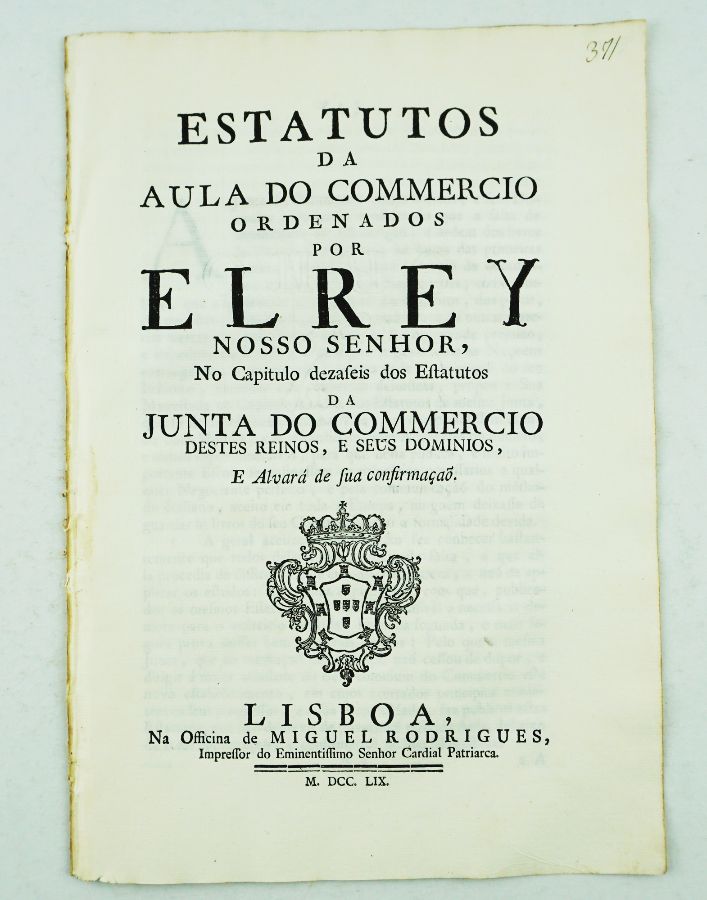 371
ESTATUTOS
DA
AULA DO COMMERCIO
ORDENADOS
POR
ELREY
NOSSO SENHOR,
No Capitulo dezaſeis dos Eſtatutos
DA
JUNTA DO COMMERCIO
DESTES REINOS, E SEUS DOMINIOS,
E Alvará de ſua confirmaçaõ.
LISBOA,
Na Officina de MIGUEL RODRIGUES,
Impreſſor do Eminentiſſimo Senhor Cardial Patriarca.
M. DCC. LIX.